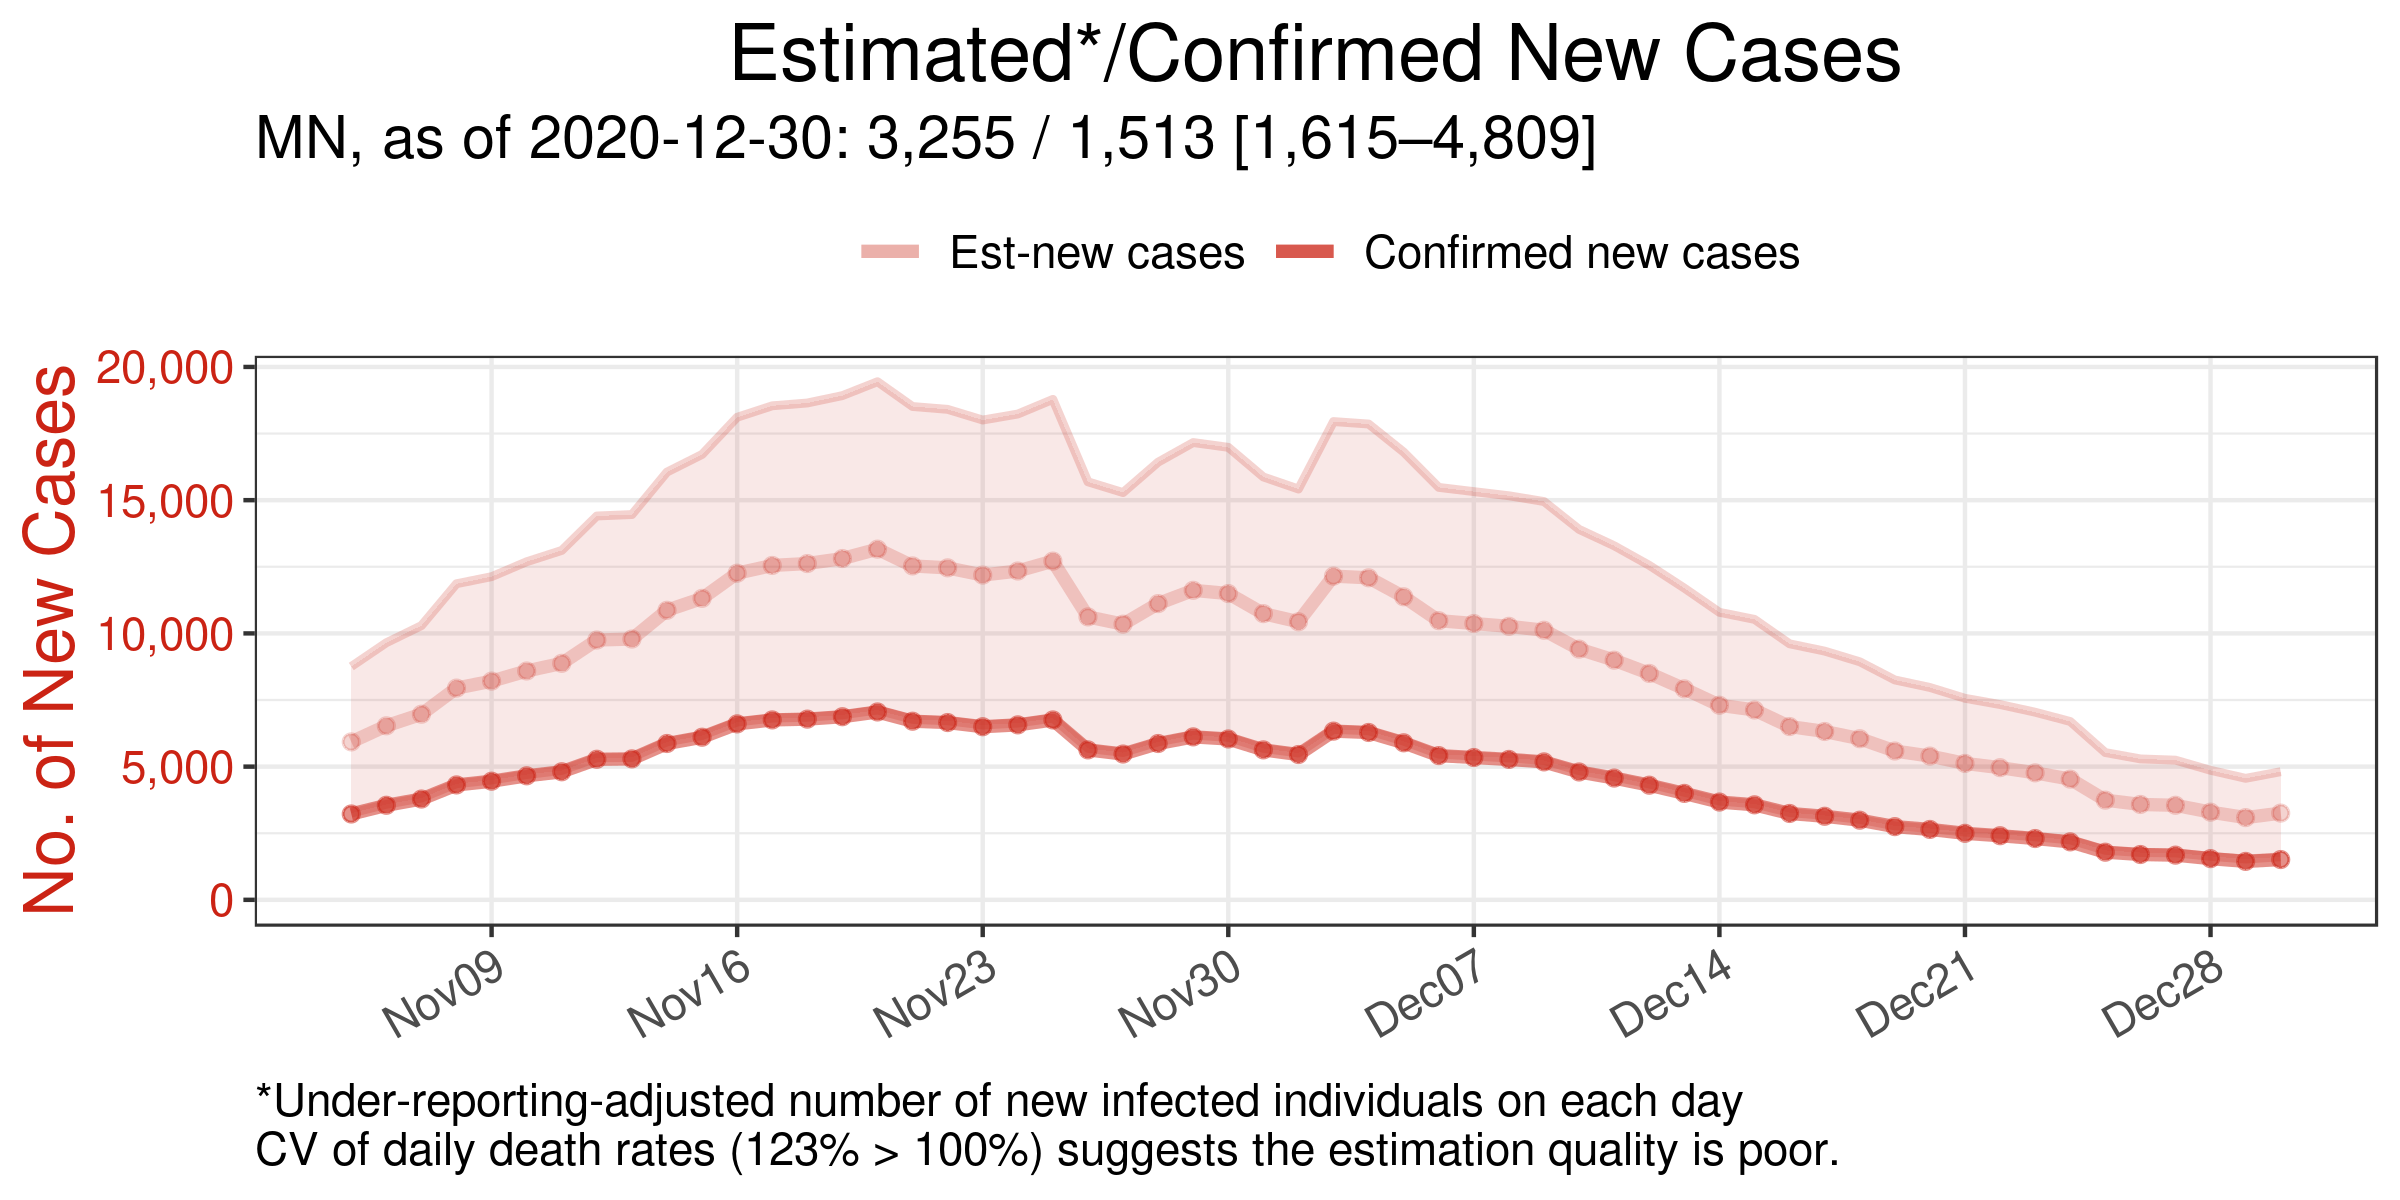 Estimated*/Confirmed New Cases
MN, as of 2020-12-30: 3,255 / 1,513 [1,615–4,809]
Est-new cases
Confirmed new cases
No. of New Cases
20,000
15,000
10,000
5,000
0
Nov09
Nov16
Nov23
Nov30
Dec07
Dec14
Dec21
Dec28
*Under-reporting-adjusted number of new infected individuals on each day
CV of daily death rates (123% > 100%) suggests the estimation quality is poor.